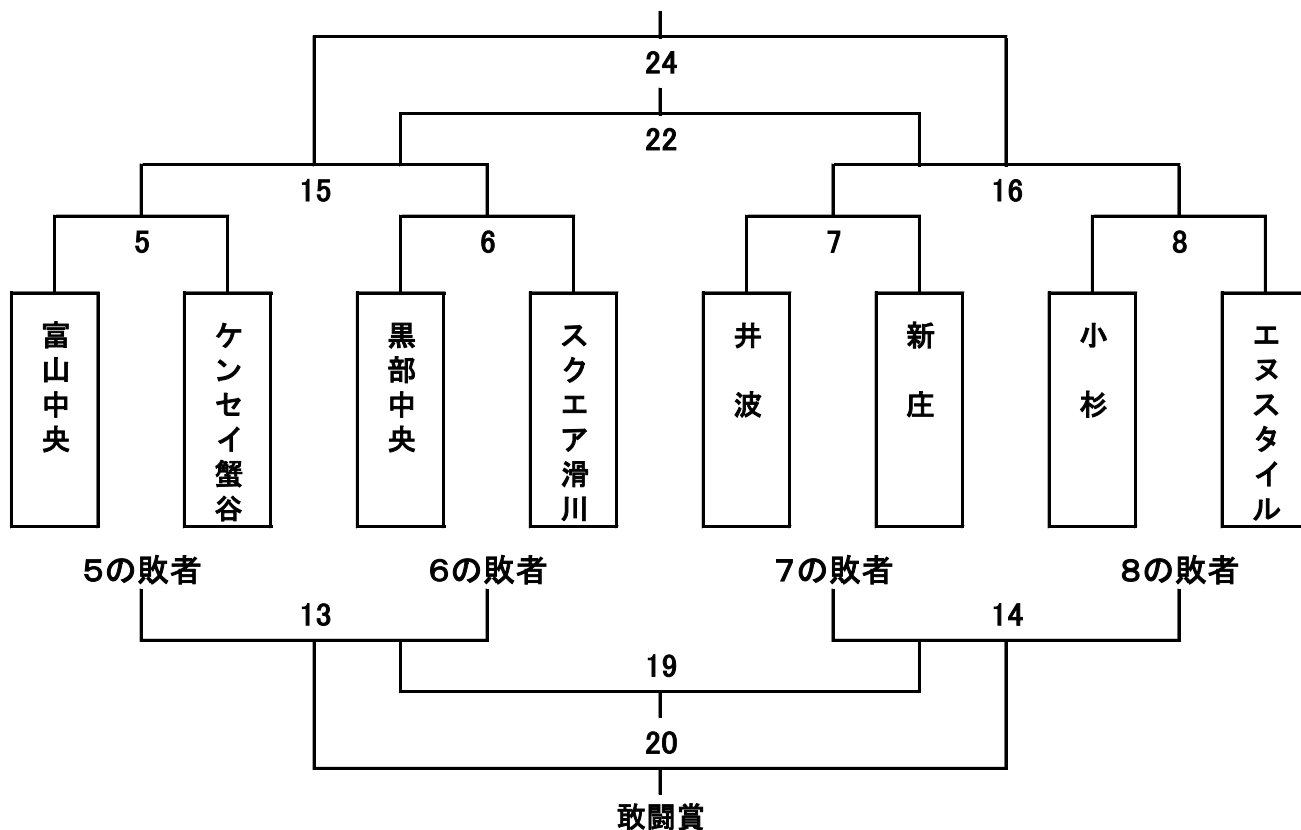 24
22
15
16
5
6
7
8
富山中央
ケンセイ蟹谷
黒部中央
スクエア滑川
井波
新庄
小杉
エヌスタイル
5の敗者
6の敗者
7の敗者
8の敗者
13
14
19
20
敢闘賞